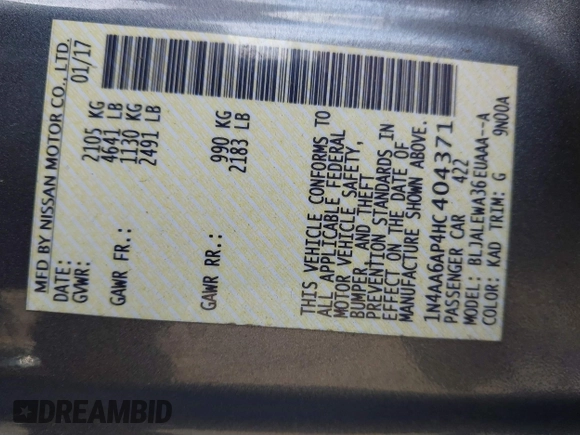 MFD BY NISSAN MOTOR CO., LTD.
DATE: 01/17
GVWR: 2105 KG
4641 LB
GAWR FR.: 1130 KG
2491 LB
GAWR RR.: 990 KG
2183 LB
THIS VEHICLE CONFORMS TO
ALL APPLICABLE FEDERAL
MOTOR VEHICLE SAFETY,
BUMPER, AND THEFT
PREVENTION STANDARDS IN
EFFECT ON THE DATE OF
MANUFACTURE SHOWN ABOVE.
1N4AA6AP4HC404371
PASSENGER CAR 422
MODEL: BLJALEWA36EUAAA--A
COLOR: KAD TRIM: G 9N00A
DREAMBID